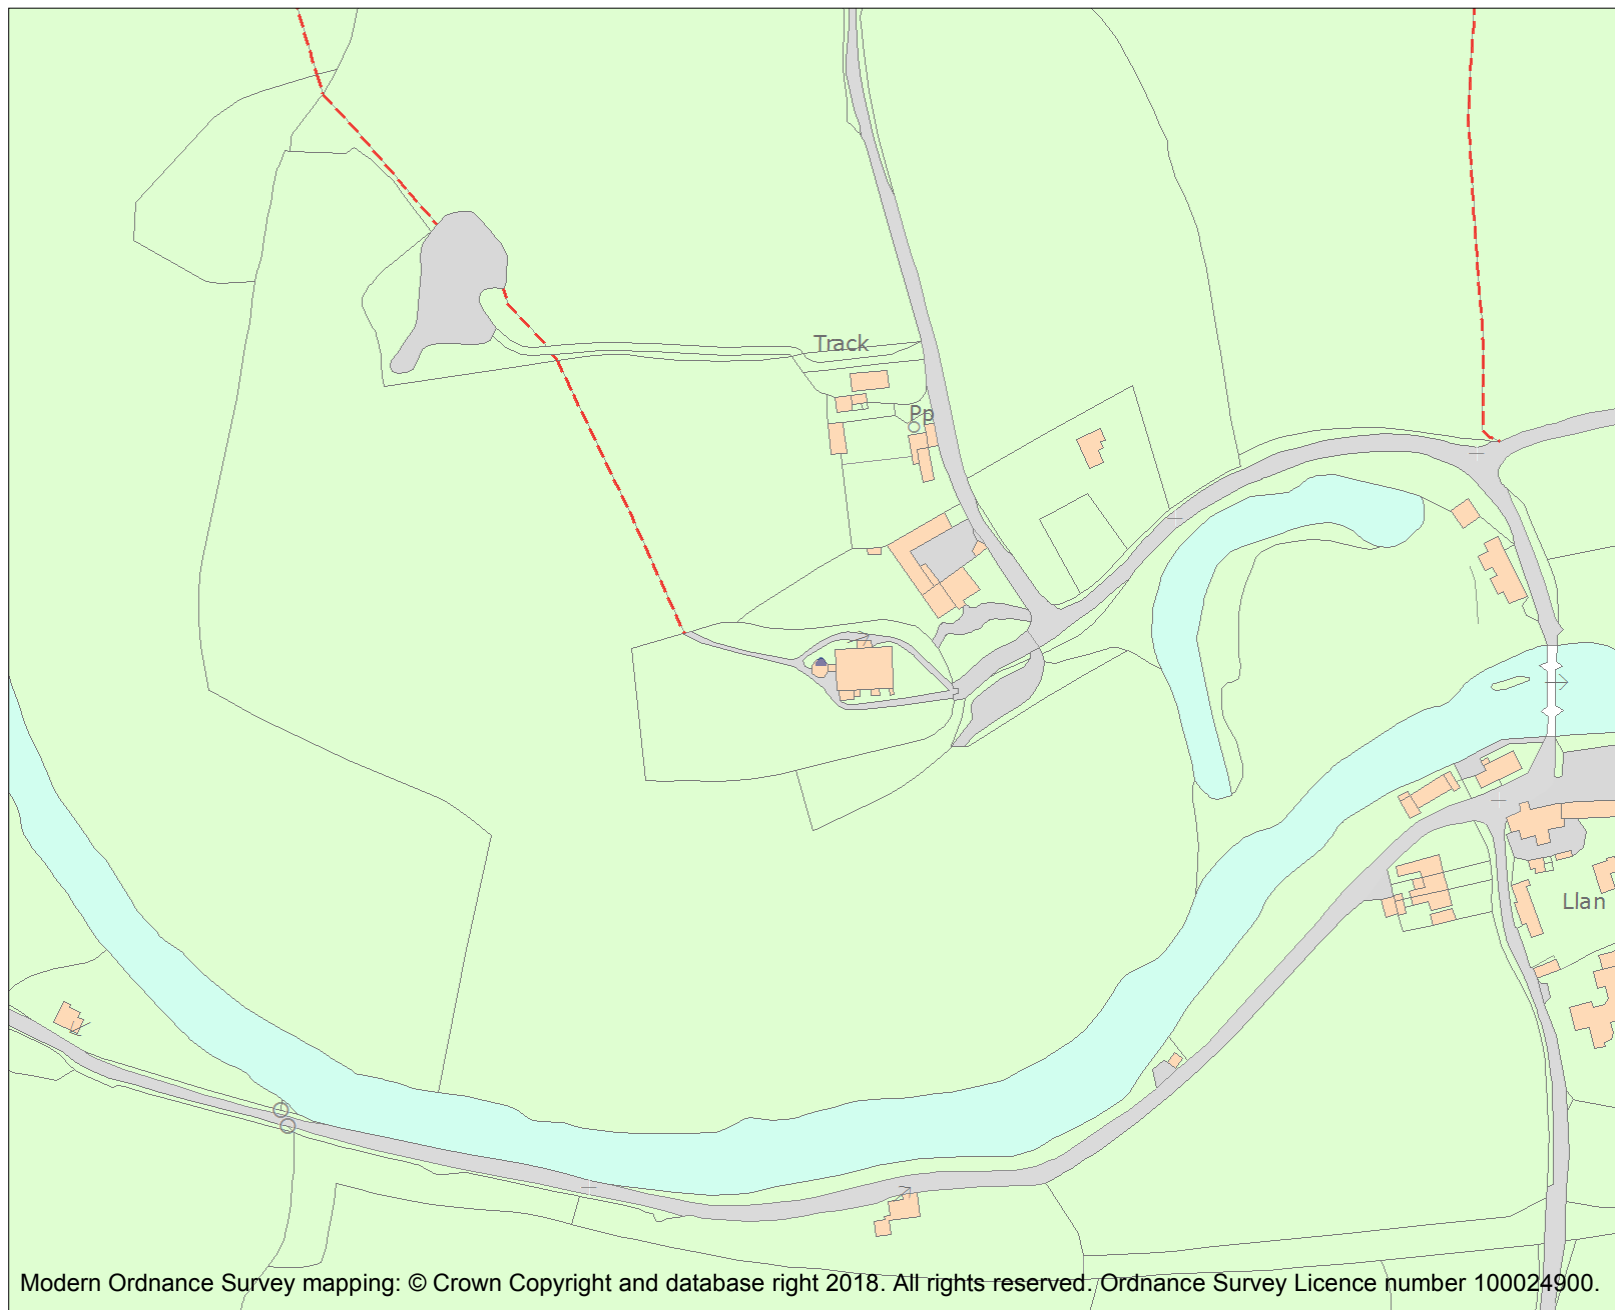 Track
Pp
Llan
Modern Ordnance Survey mapping: © Crown Copyright and database right 2018. All rights reserved. Ordnance Survey Licence number 100024900.